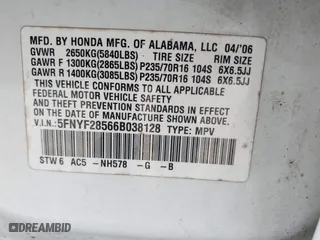 MFD. BY HONDA MFG. OF ALABAMA, LLC 04/'06
GVWR 2650KG(5840LBS) TIRE SIZE RIM SIZE
GAWR F 1300KG(2865LBS) P235/70R16 104S 6X6.5JJ
GAWR R 1400KG(3085LBS) P235/70R16 104S 6X6.5JJ
THIS VEHICLE CONFORMS TO ALL APPLICABLE
FEDERAL MOTOR VEHICLE SAFETY AND THEFT
PREVENTION STANDARDS IN EFFECT ON THE DATE
OF MANUFACTURE SHOWN ABOVE.
V.I.N.: 5FNYF28566B038128 TYPE: MPV
STW6 AC5 -NH578 -G -B